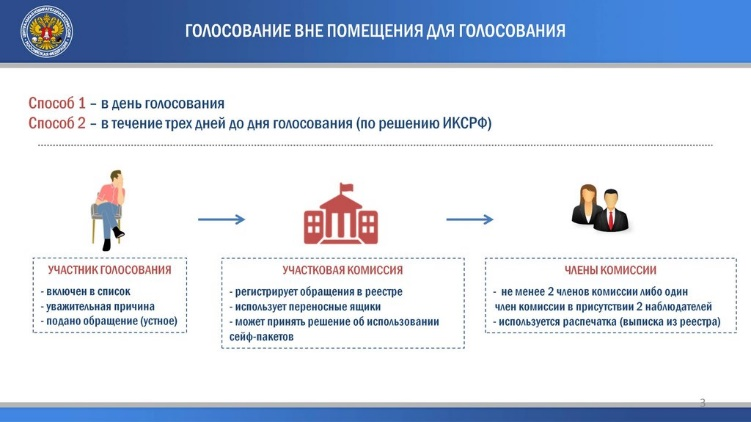 ГОЛОСОВАНИЕ ВНЕ ПОМЕЩЕНИЯ ДЛЯ ГОЛОСОВАНИЯ
Способ 1 – в день голосования
Способ 2 – в течение трех дней до дня голосования (по решению ИКСРФ)
УЧАСТНИК ГОЛОСОВАНИЯ
- включен в список
- уважительная причина
- подано обращение (устное)
УЧАСТКОВАЯ КОМИССИЯ
- регистрирует обращения в реестре
- использует переносные ящики
- может принять решение об использовании
сейф-пакетов
ЧЛЕНЫ КОМИССИИ
- не менее 2 членов комиссии либо один
член комиссии в присутствии 2 наблюдателей
- используется распечатка (выписка из реестра)
3